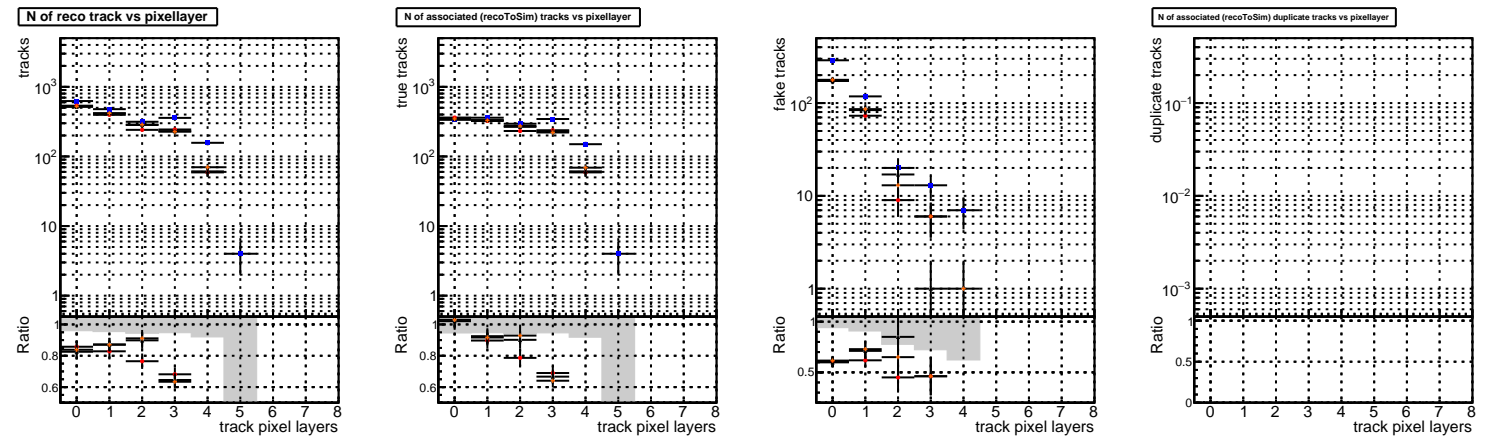 N of reco track vs pixellayer
tracks
10³
10²
10
1
Ratio
1
0.8
0.6
0 1 2 3 4 5 6 7 8
track pixel layers
N of associated (recoToSim) tracks vs pixellayer
true tracks
10³
10²
10
1
Ratio
1
0.8
0.6
0 1 2 3 4 5 6 7 8
track pixel layers
fake tracks
10²
10
1
Ratio
1
0.5
0 1 2 3 4 5 6 7 8
track pixel layers
N of associated (recoToSim) duplicate tracks vs pixellayer
duplicate tracks
10⁻¹
10⁻²
10⁻³
Ratio
1
0.5
0
0 1 2 3 4 5 6 7 8
track pixel layers